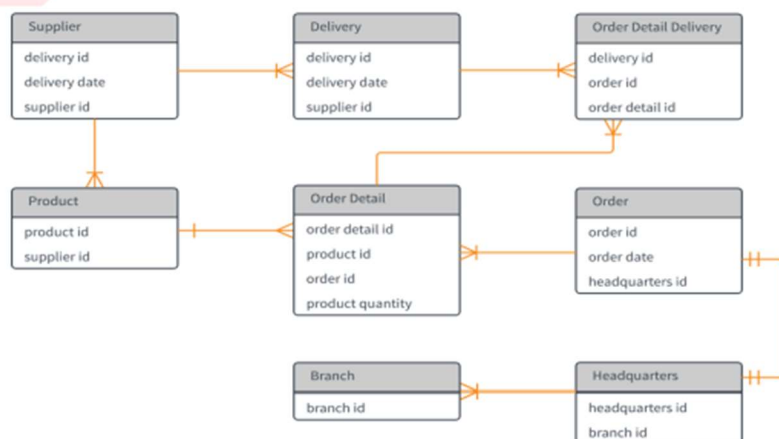 Supplier
delivery id
delivery date
supplier id
Delivery
delivery id
delivery date
supplier id
Order Detail Delivery
delivery id
order id
order detail id
Product
product id
supplier id
Order Detail
order detail id
product id
order id
product quantity
Order
order id
order date
headquarters id
Branch
branch id
Headquarters
headquarters id
branch id